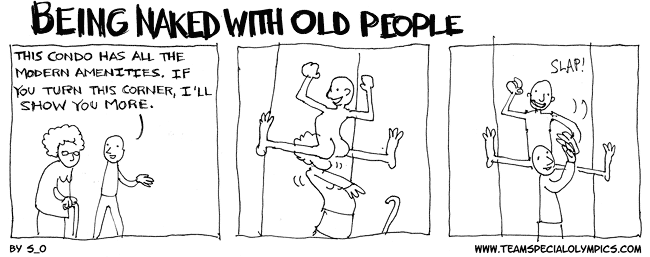 BEING NAKED WITH OLD PEOPLE
THIS CONDO HAS ALL THE
MODERN AMENITIES. IF
YOU TURN THIS CORNER, I'LL
SHOW YOU MORE.
SLAP!
BY S_O
WWW.TEAMSPECIALOLYMPICS.COM